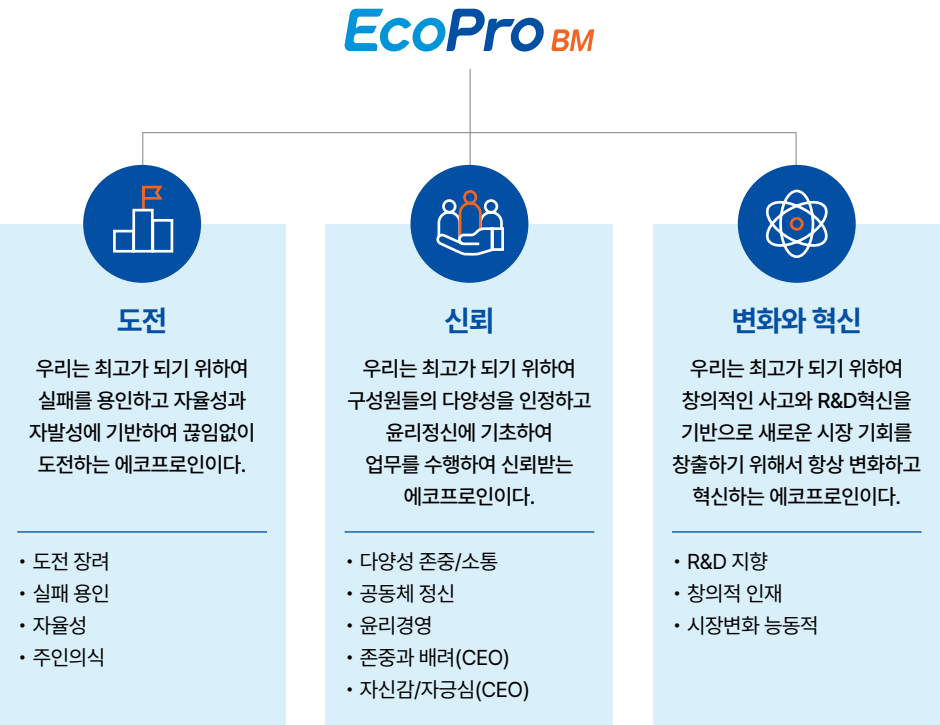 EcoPro BM
도전
우리는 최고가 되기 위하여
실패를 용인하고 자율성과
자발성에 기반하여 끊임없이
도전하는 에코프로인이다.
• 도전 장려
• 실패 용인
• 자율성
• 주인의식
신뢰
우리는 최고가 되기 위하여
구성원들의 다양성을 인정하고
윤리정신에 기초하여
업무를 수행하여 신뢰받는
에코프로인이다.
• 다양성 존중/소통
• 공동체 정신
• 윤리경영
• 존중과 배려(CEO)
• 자신감/자긍심(CEO)
변화와 혁신
우리는 최고가 되기 위하여
창의적인 사고와 R&D혁신을
기반으로 새로운 시장 기회를
창출하기 위해서 항상 변화하고
혁신하는 에코프로인이다.
• R&D 지향
• 창의적 인재
• 시장변화 능동적